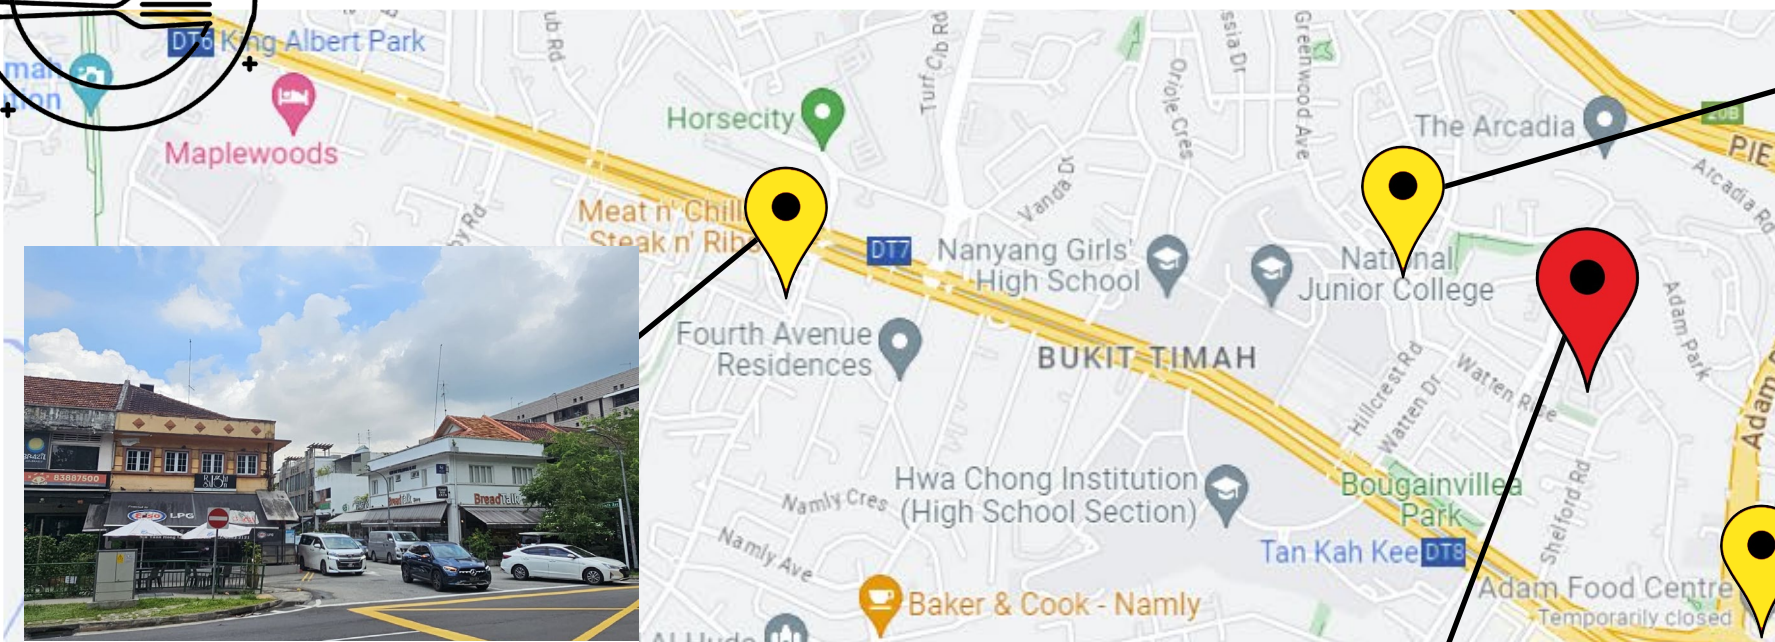 DT6 King Albert Park
Maplewoods
Horsecity
Turf Club Rd
Vanda Dr
Oriole Cres
Greenwood Ave
The Arcadia
20B
PIE
Arcadia Rd
Meat n' Chill
Steak n' Ribs
DT7
Nanyang Girls'
High School
National
Junior College
Adam Park
Fourth Avenue
Residences
BUKIT TIMAH
Hillcrest Rd
Watten Dr
Watten Rise
Adam
Hwa Chong Institution
(High School Section)
Namly Cres
Namly Ave
Bougainvillea
Park
Shelford Rd
Tan Kah Kee DT8
Adam Food Centre
Temporarily closed
Baker & Cook - Namly
83887500
LPG
BreadTalk